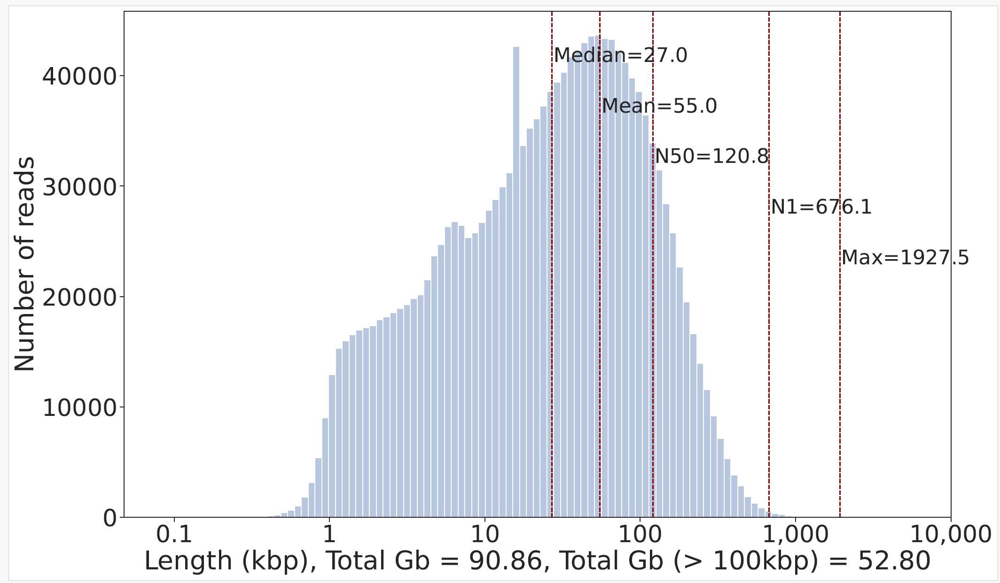 Number of reads
40000
30000
20000
10000
0
Median=27.0
Mean=55.0
N50=120.8
N1=676.1
Max=1927.5
0.1 1 10 100 1,000 10,000
Length (kbp), Total Gb = 90.86, Total Gb (> 100kbp) = 52.80